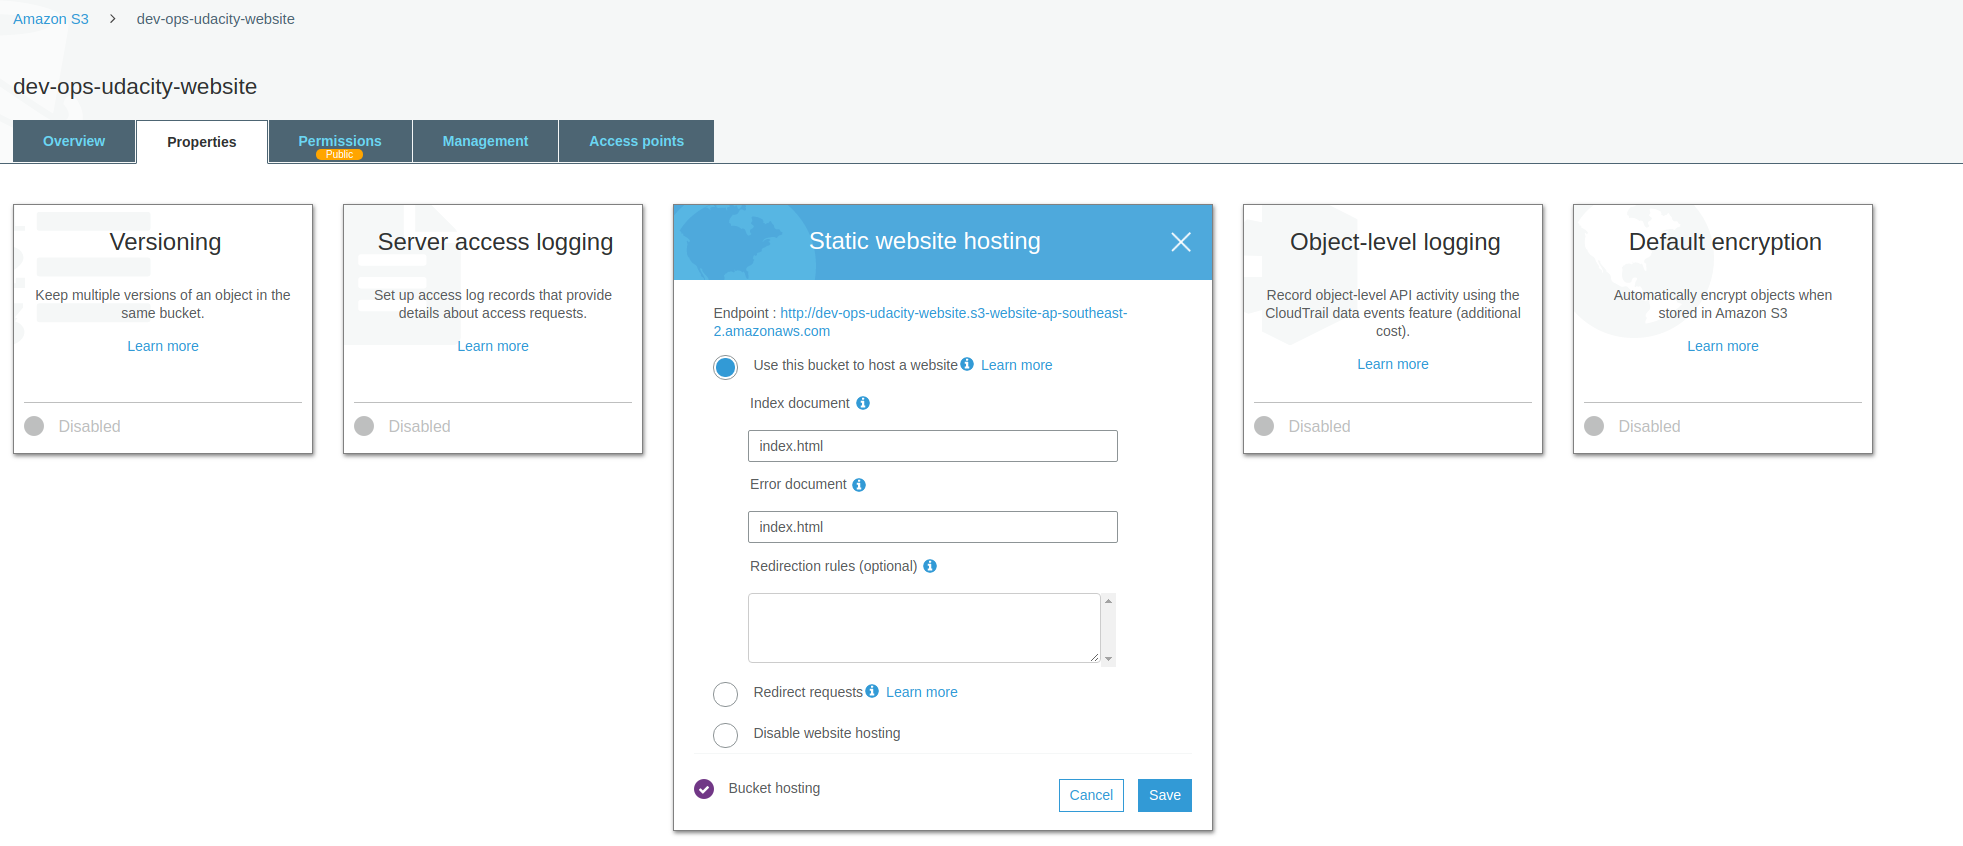 Amazon S3 > dev-ops-udacity-website
dev-ops-udacity-website
Overview
Properties
Permissions
Public
Management
Access points
Versioning
Keep multiple versions of an object in the
same bucket.
Learn more
Disabled
Server access logging
Set up access log records that provide
details about access requests.
Learn more
Disabled
Static website hosting
Endpoint : http://dev-ops-udacity-website.s3-website-ap-southeast-
2.amazonaws.com
Use this bucket to host a website Learn more
Index document
index.html
Error document
index.html
Redirection rules (optional)
Redirect requests Learn more
Disable website hosting
Bucket hosting
Cancel
Save
Object-level logging
Record object-level API activity using the
CloudTrail data events feature (additional
cost).
Learn more
Disabled
Default encryption
Automatically encrypt objects when
stored in Amazon S3
Learn more
Disabled